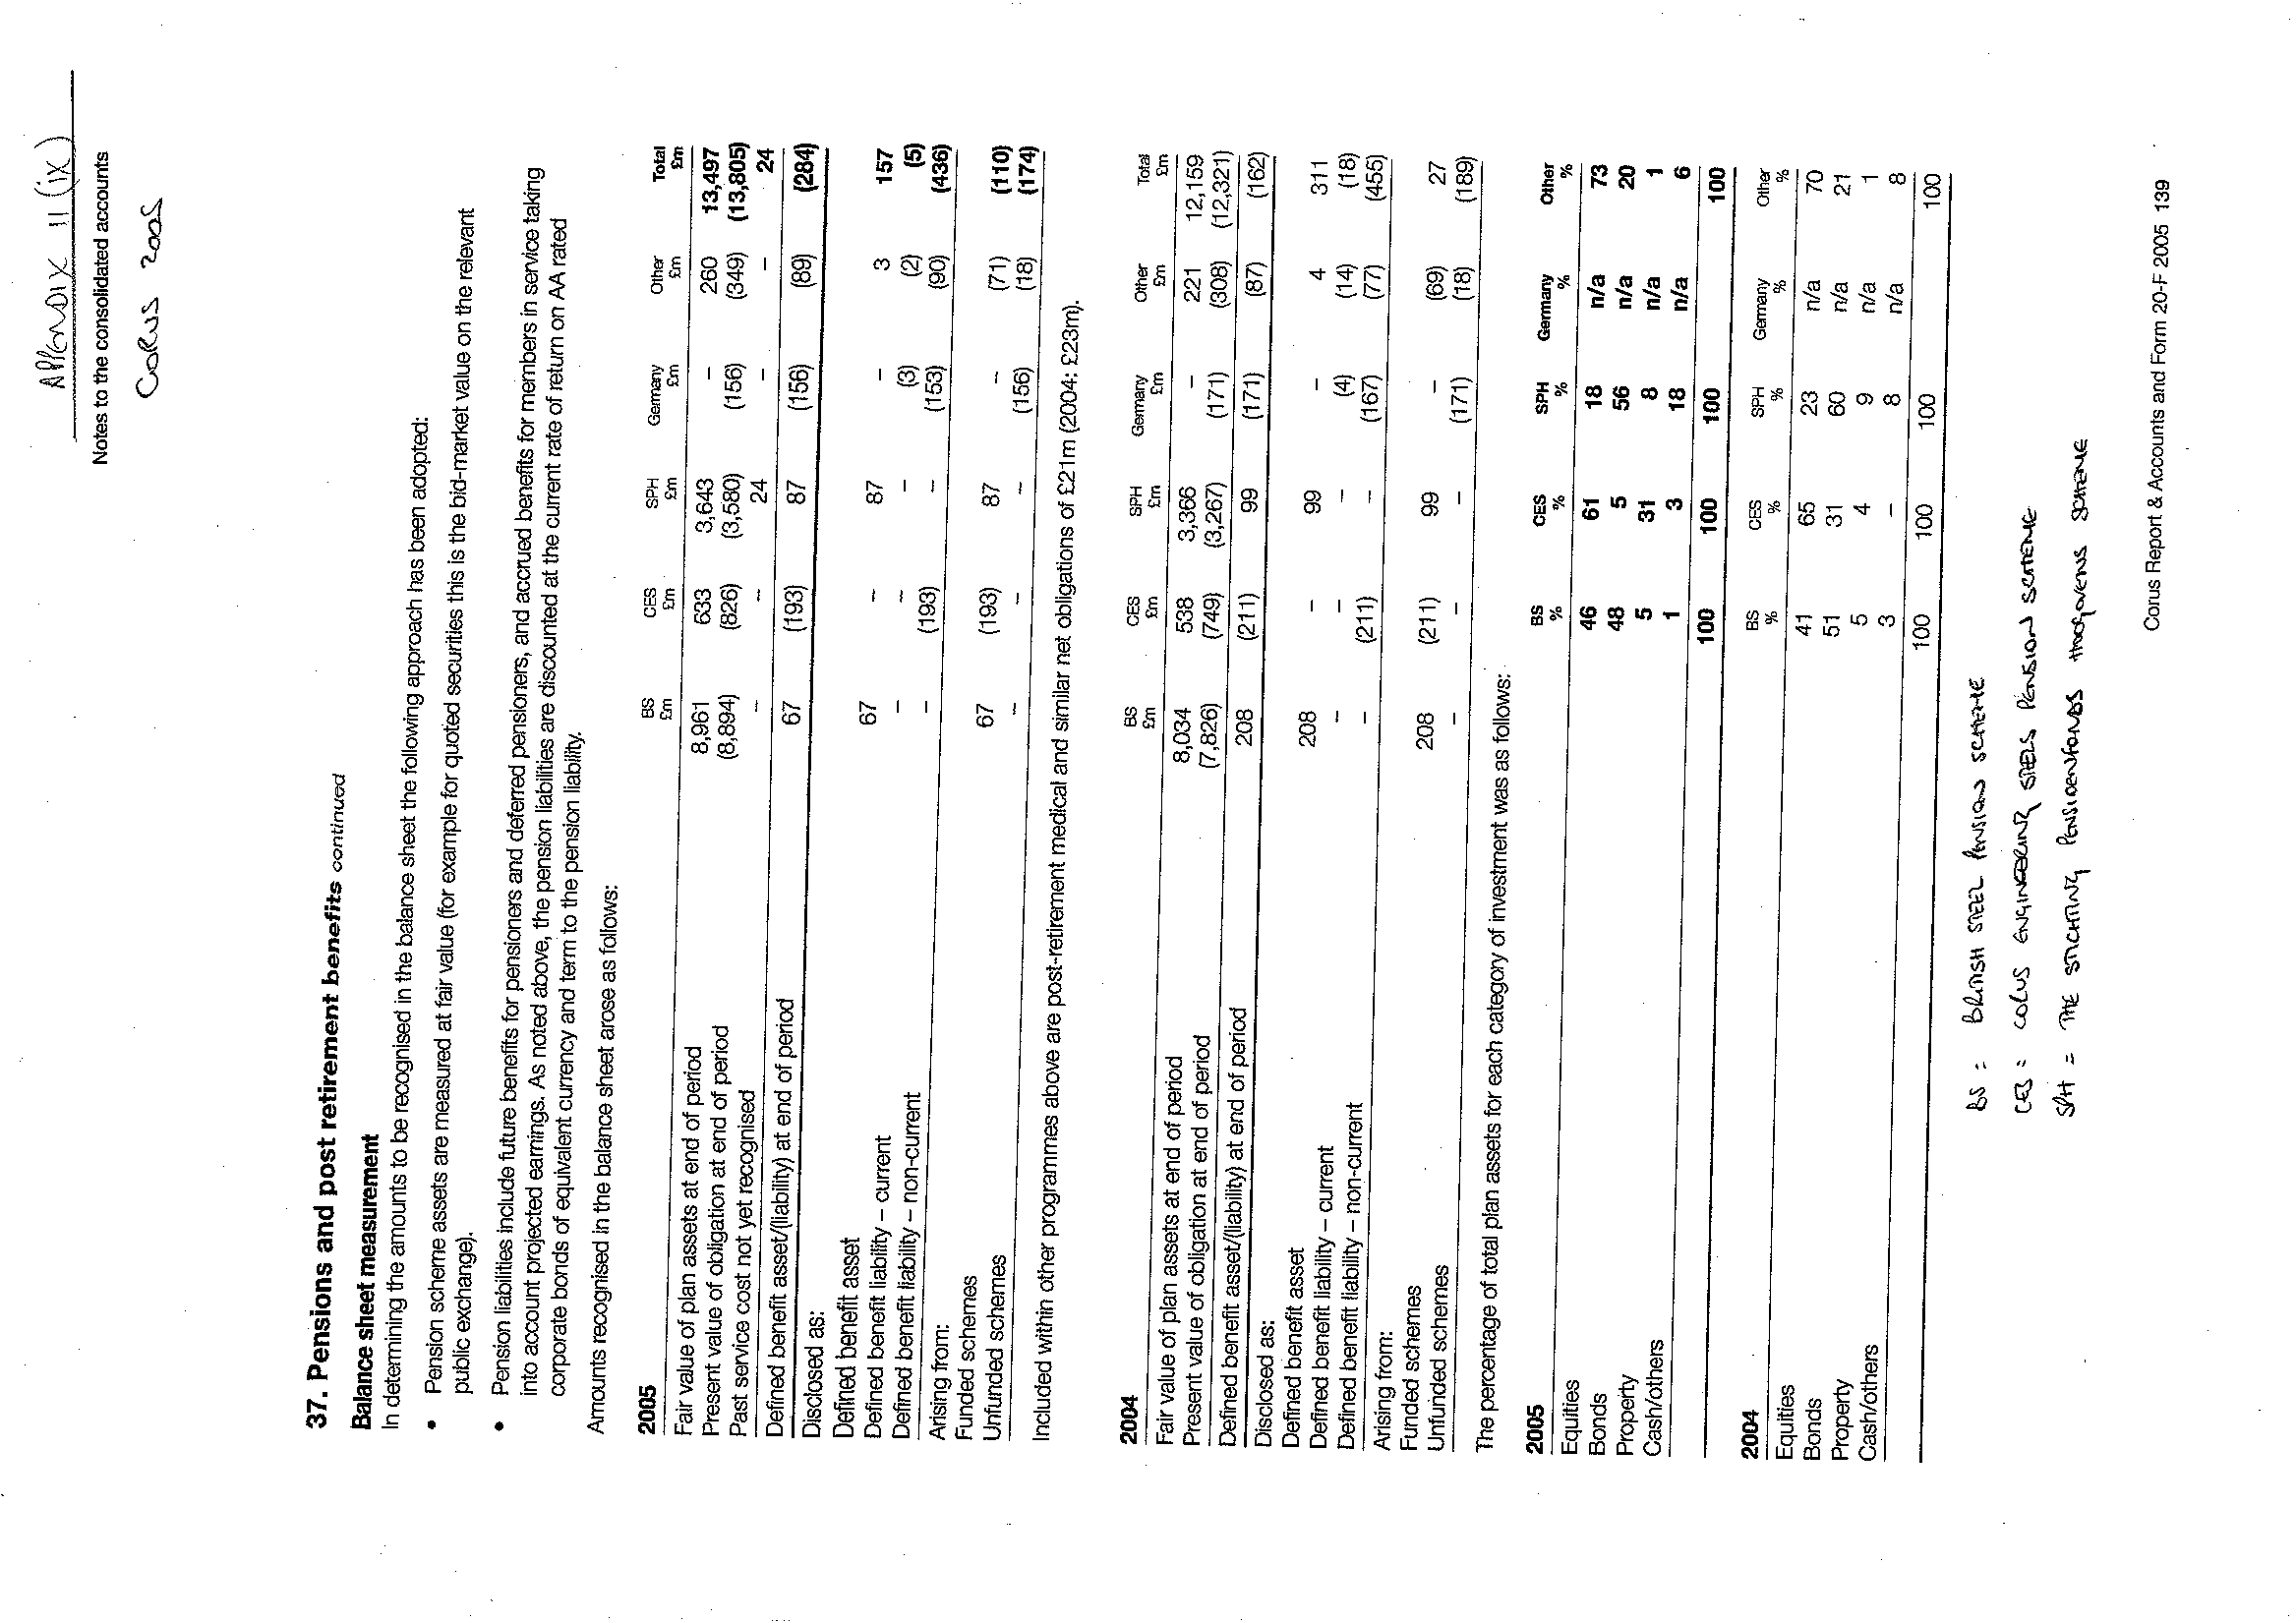 APPENDIX 11 (ix)
Notes to the consolidated accounts
CORUS 2005
37. Pensions and post retirement benefits continued
Balance sheet measurement
In determining the amounts to be recognised in the balance sheet the following approach has been adopted:
• Pension scheme assets are measured at fair value (for example for quoted securities this is the bid-market value on the relevant
public exchange).
• Pension liabilities include future benefits for pensioners and deferred pensioners, and accrued benefits for members in service taking
into account projected earnings. As noted above, the pension liabilities are discounted at the current rate of return on AA rated
corporate bonds of equivalent currency and term to the pension liability.
Amounts recognised in the balance sheet arose as follows:
BS CES SPH Germany Other Total
2005 £m £m £m £m £m £m
Fair value of plan assets at end of period 8,961 633 3,643 – 260 13,497
Present value of obligation at end of period (8,894) (826) (3,580) (156) (349) (13,805)
Past service cost not yet recognised – – 24 – – 24
Defined benefit asset/(liability) at end of period 67 (193) 87 (156) (89) (284)
Disclosed as:
Defined benefit asset 67 – 87 – 3 157
Defined benefit liability – current – – – (3) (2) (5)
Defined benefit liability – non-current – (193) – (153) (90) (436)
Arising from:
Funded schemes 67 (193) 87 – (71) (110)
Unfunded schemes – – – (156) (18) (174)
Included within other programmes above are post-retirement medical and similar net obligations of £21m (2004: £23m).
BS CES SPH Germany Other Total
2004 £m £m £m £m £m £m
Fair value of plan assets at end of period 8,034 538 3,366 – 221 12,159
Present value of obligation at end of period (7,826) (749) (3,267) (171) (308) (12,321)
Defined benefit asset/(liability) at end of period 208 (211) 99 (171) (87) (162)
Disclosed as:
Defined benefit asset 208 – 99 – 4 311
Defined benefit liability – current – – – (4) (14) (18)
Defined benefit liability – non-current – (211) – (167) (77) (455)
Arising from:
Funded schemes 208 (211) 99 – (69) 27
Unfunded schemes – – – (171) (18) (189)
The percentage of total plan assets for each category of investment was as follows:
BS CES SPH Germany Other
2005 % % % % %
Equities 46 61 18 n/a 73
Bonds 48 5 56 n/a 20
Property 5 31 8 n/a 1
Cash/others 1 3 18 n/a 6
100 100 100 100
BS CES SPH Germany Other
2004 % % % % %
Equities 41 65 23 n/a 70
Bonds 51 31 60 n/a 21
Property 5 4 9 n/a 1
Cash/others 3 – 8 n/a 8
100 100 100 100
BS = BRITISH STEEL PENSION SCHEME
CES = CORUS ENGINEERING STEELS PENSION SCHEME
SPH = THE STICHTING PENSIOENFONDS HOOGOVENS SCHEME
Corus Report & Accounts and Form 20-F 2005 139